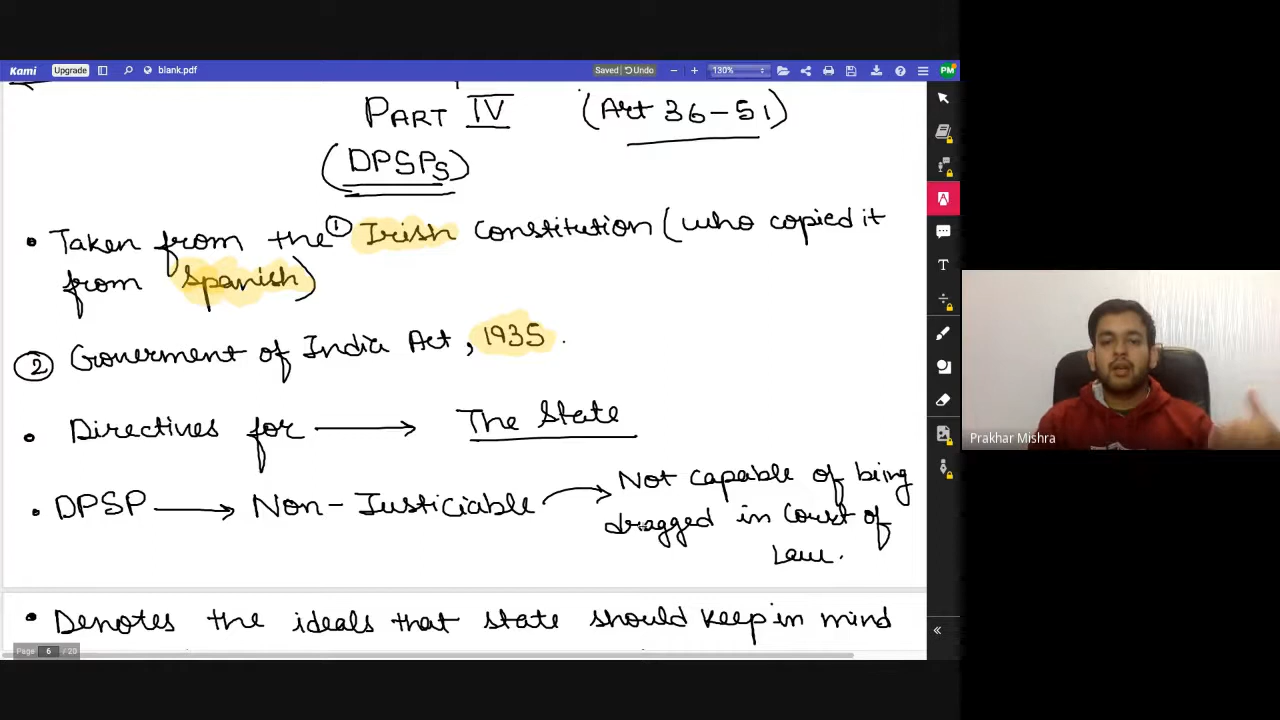 Kami
Upgrade
blank.pdf
Saved
Undo
130%
PM
PART IV (Art 36-51)
(DPSPs)
• Taken from the ① Irish constitution (who copied it
from Spanish)
② Government of India Act, 1935.
• Directives for → The State
• DPSP → Non-Justiciable → Not capable of being
dragged in Court of
Law.
• Denotes the ideals that state should keep in mind
Page 6 / 20
Prakhar Mishra